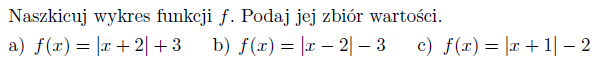 Naszkicuj wykres funkcji f. Podaj jej zbiór wartości.
a) f(x) = |x + 2| + 3 b) f(x) = |x − 2| − 3 c) f(x) = |x + 1| − 2